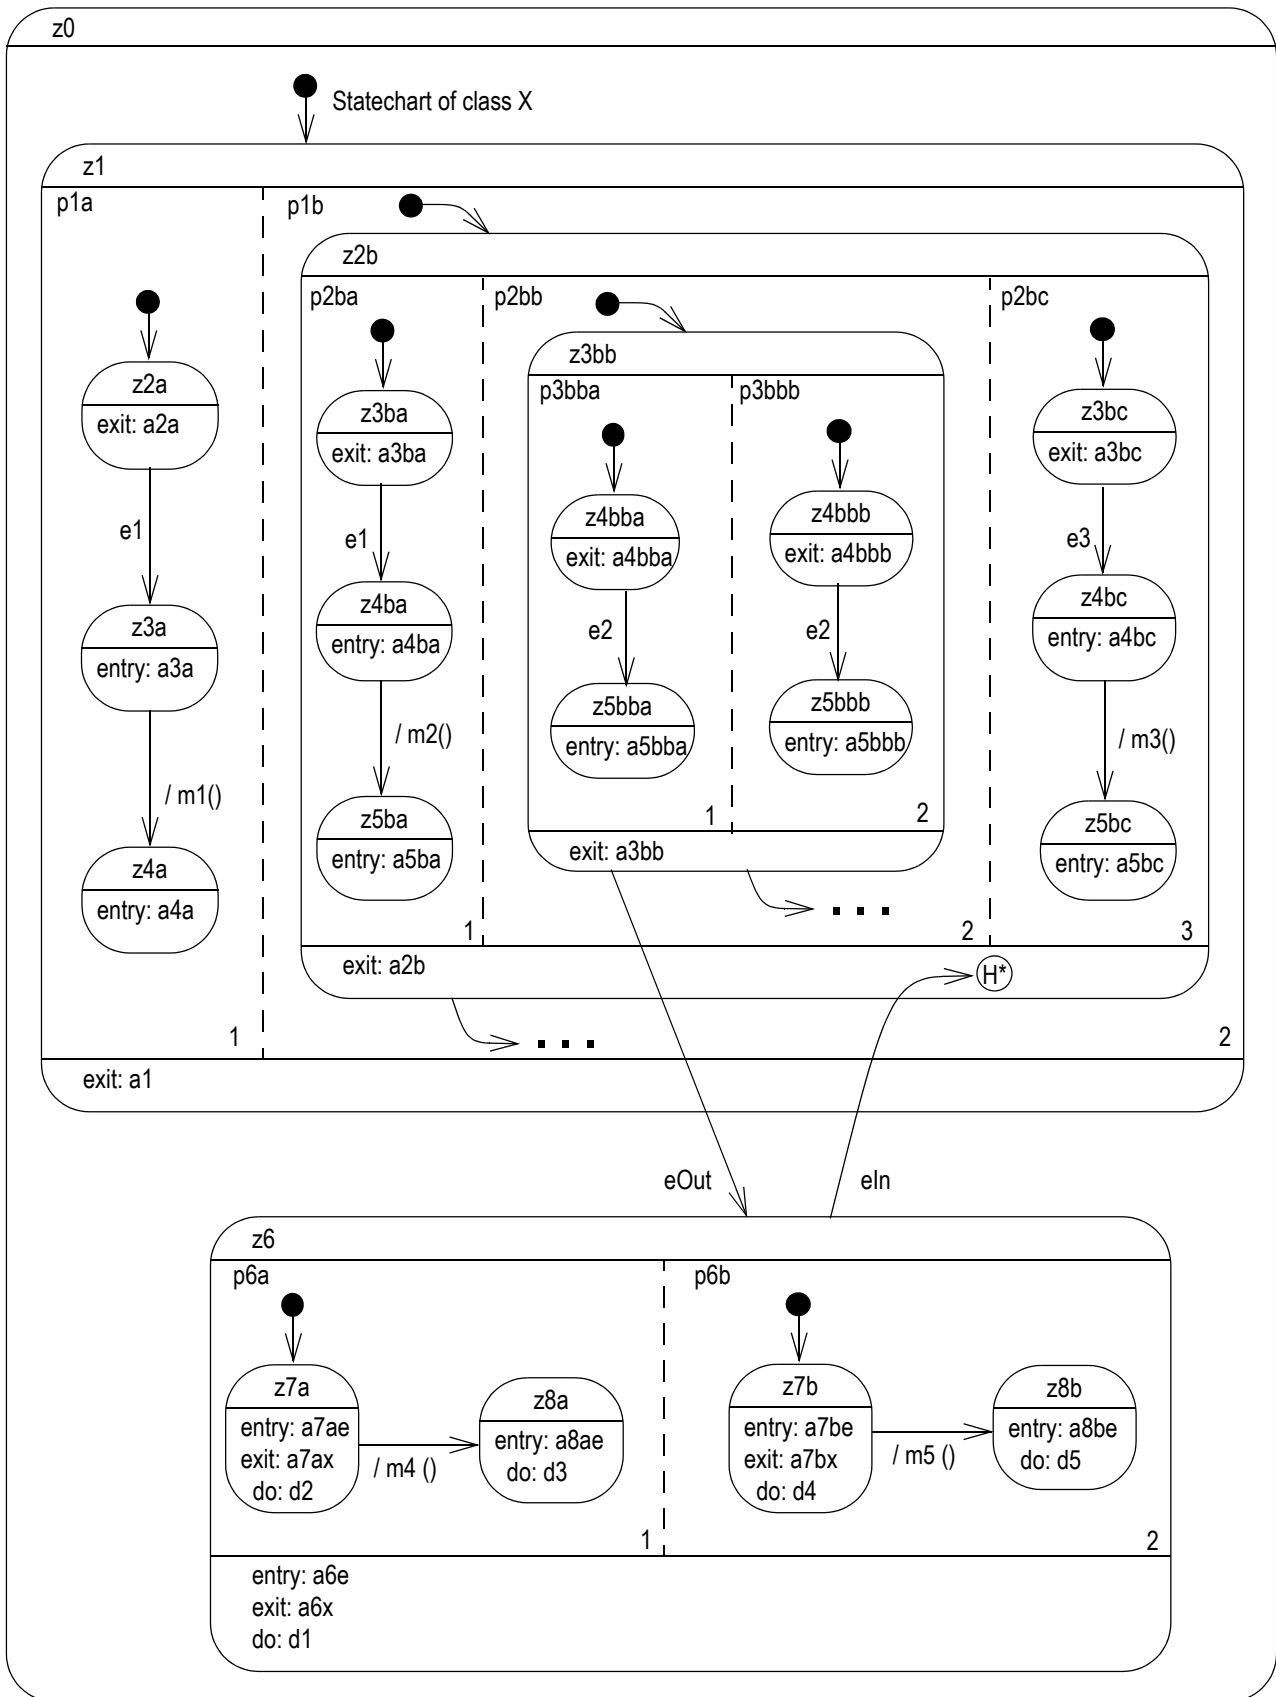 z0
Statechart of class X
z1
p1a
p1b
z2b
p2ba
p2bb
p2bc
z3bb
p3bba
p3bbb
z2a
exit: a2a
z3ba
exit: a3ba
z3bc
exit: a3bc
z4bba
exit: a4bba
z4bbb
exit: a4bbb
e1
e1
e3
z3a
entry: a3a
z4ba
entry: a4ba
e2
e2
z4bc
entry: a4bc
z5bba
entry: a5bba
z5bbb
entry: a5bbb
/ m1()
/ m2()
/ m3()
1
2
z4a
entry: a4a
z5ba
entry: a5ba
exit: a3bb
z5bc
entry: a5bc
. . .
1
2
3
exit: a2b
H*
1
. . .
2
exit: a1
eOut
eIn
z6
p6a
p6b
z7a
entry: a7ae
exit: a7ax
do: d2
/ m4 ()
z8a
entry: a8ae
do: d3
z7b
entry: a7be
exit: a7bx
do: d4
/ m5 ()
z8b
entry: a8be
do: d5
1
2
entry: a6e
exit: a6x
do: d1